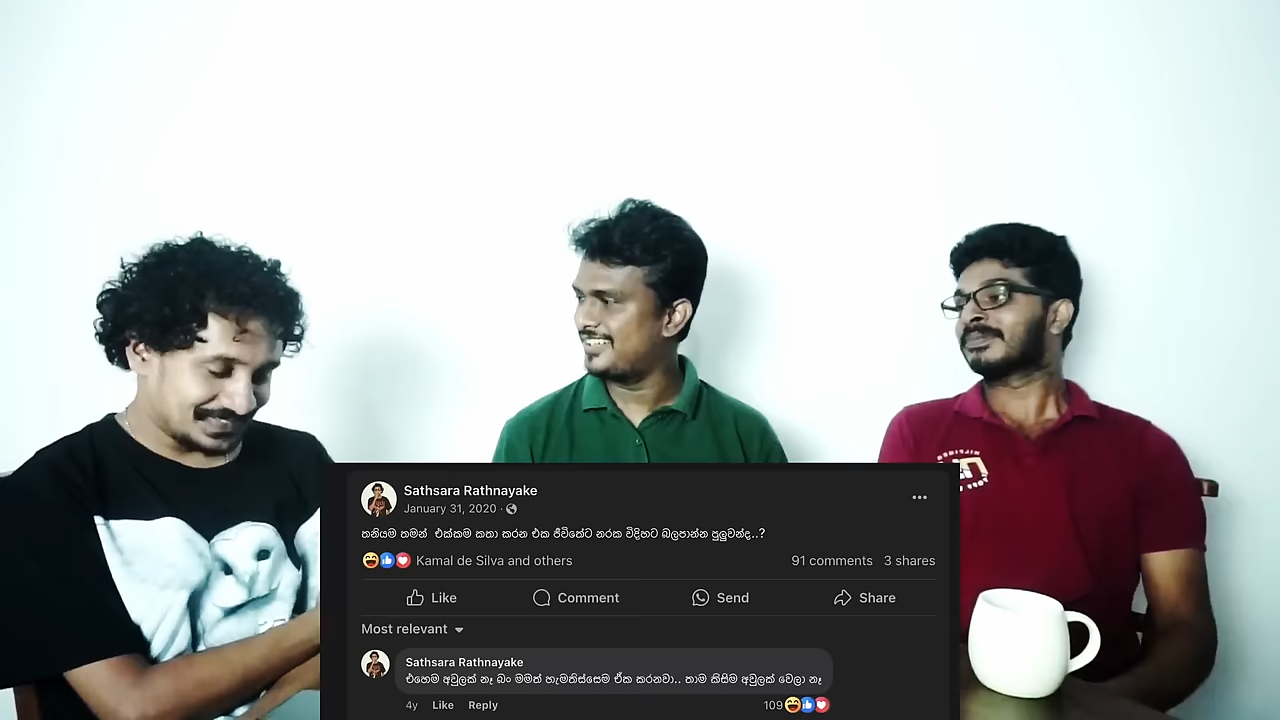 Sathsara Rathnayake
January 31, 2020 ·
තනියම තමන් එක්කම කතා කරන එක ජීවිතේට නරක විදිහට බලපාන්න පුලුවන්ද..?
Kamal de Silva and others 91 comments 3 shares
Like Comment Send Share
Most relevant
Sathsara Rathnayake
එහෙම අවුලක් නෑ බං මමත් හැමතිස්සෙම ඒක කරනවා.. තාම කිසිම අවුලක් වෙලා නෑ
4y Like Reply 109